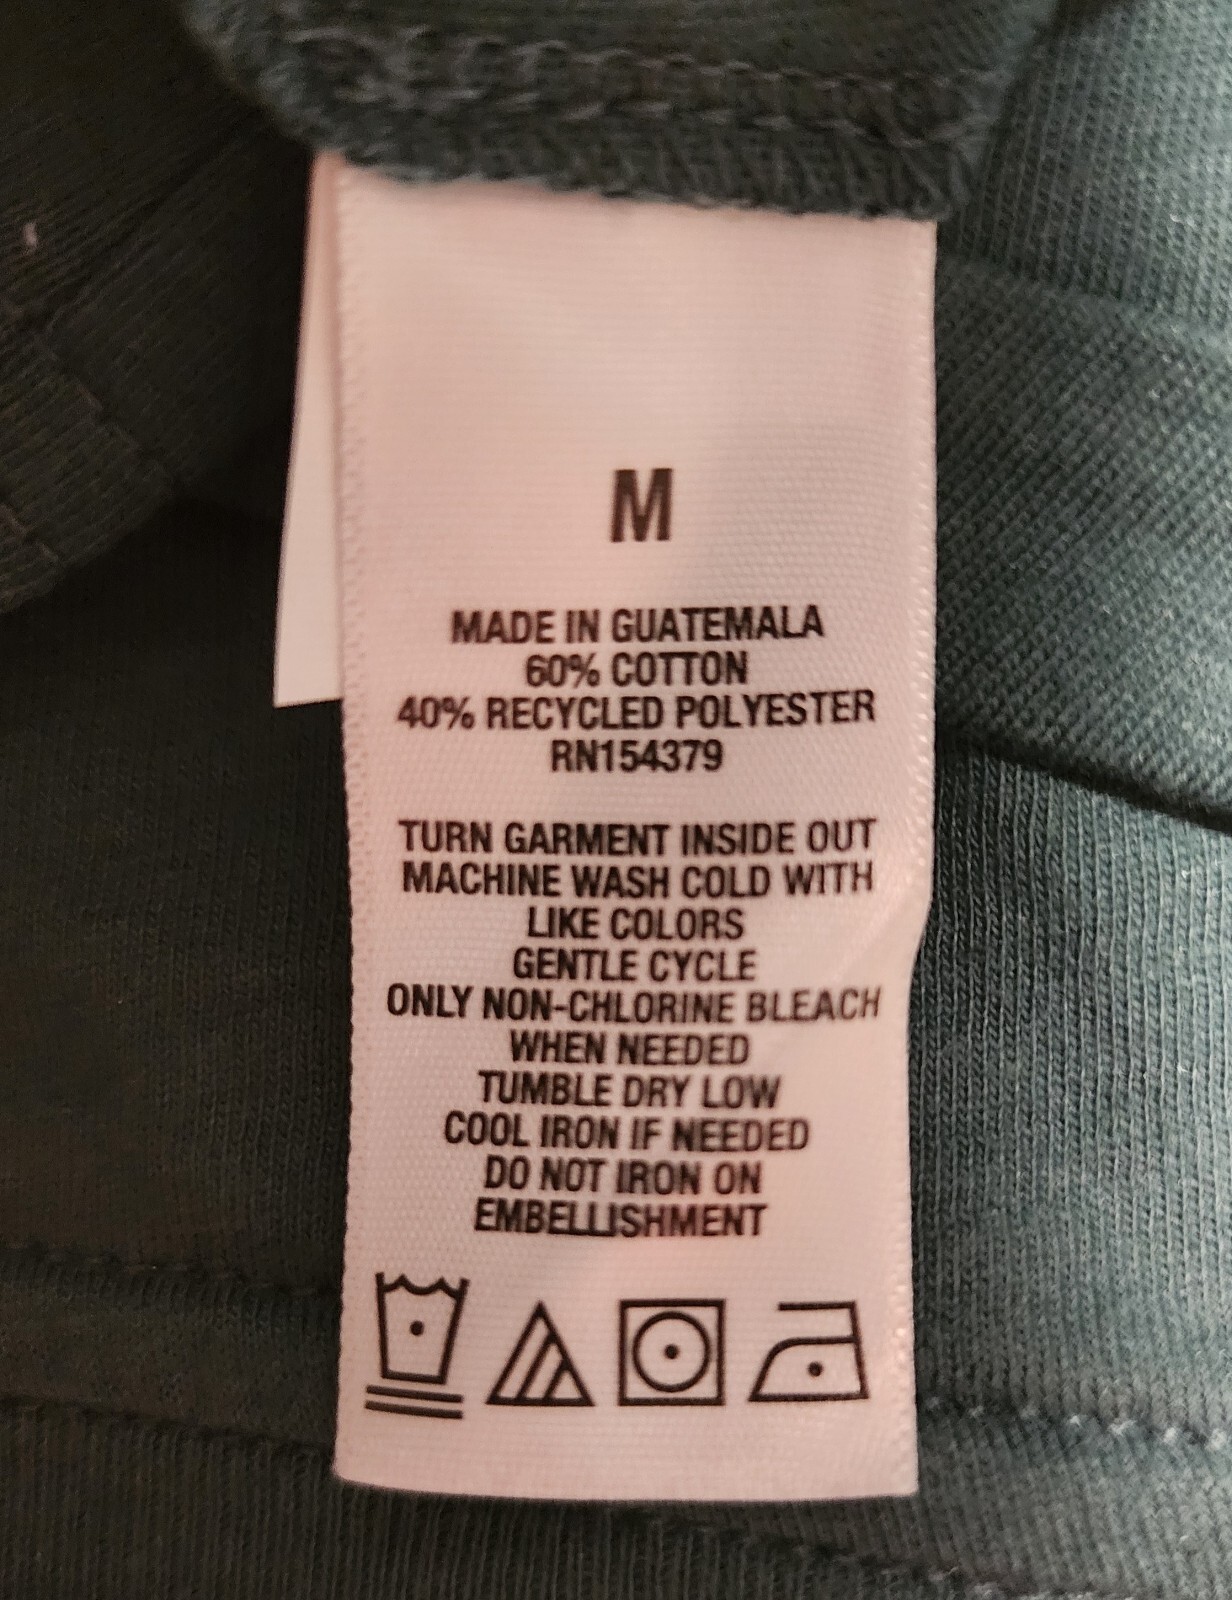 M
MADE IN GUATEMALA
60% COTTON
40% RECYCLED POLYESTER
RN154379
TURN GARMENT INSIDE OUT
MACHINE WASH COLD WITH
LIKE COLORS
GENTLE CYCLE
ONLY NON-CHLORINE BLEACH
WHEN NEEDED
TUMBLE DRY LOW
COOL IRON IF NEEDED
DO NOT IRON ON
EMBELLISHMENT